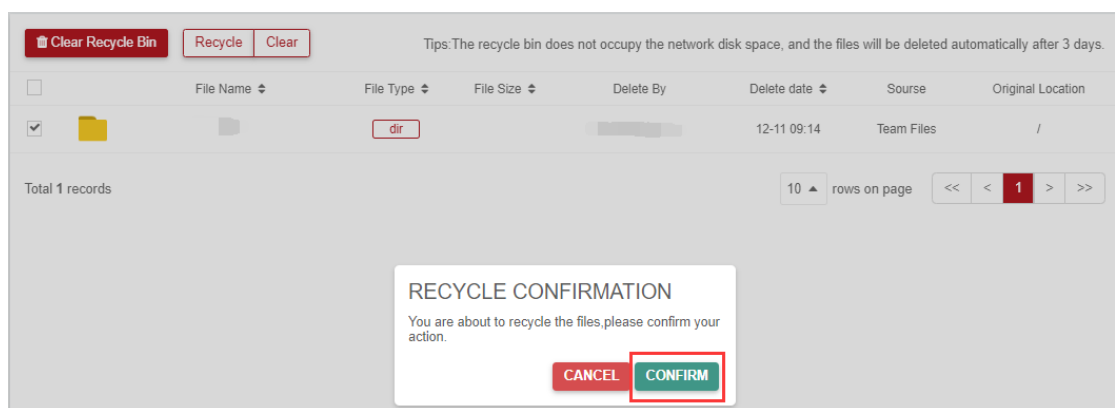 Clear Recycle Bin Recycle Clear Tips:The recycle bin does not occupy the network disk space, and the files will be deleted automatically after 3 days.
File Name File Type File Size Delete By Delete date Sourse Original Location
dir 12-11 09:14 Team Files /
Total 1 records 10 rows on page << < 1 > >>
RECYCLE CONFIRMATION
You are about to recycle the files,please confirm your
action.
CANCEL CONFIRM